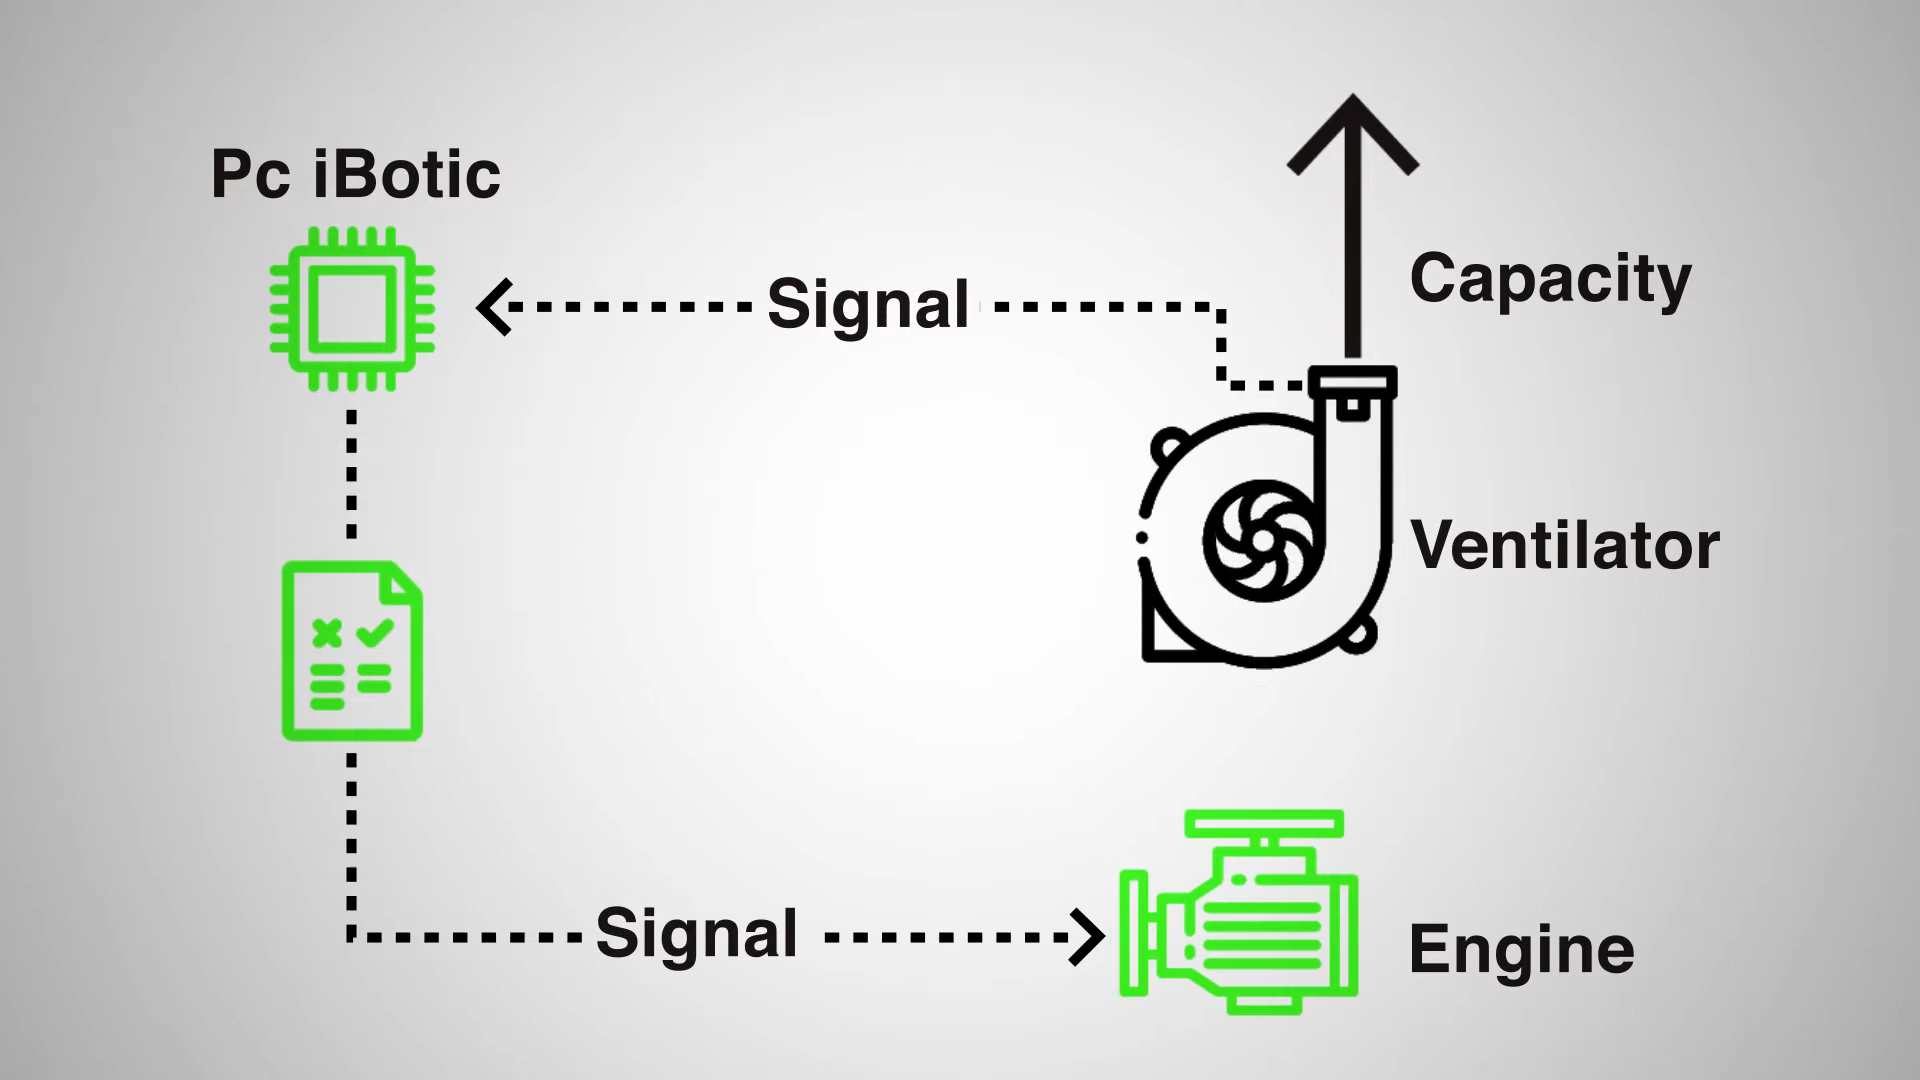 Pc iBotic
Signal
Capacity
Ventilator
Signal
Engine